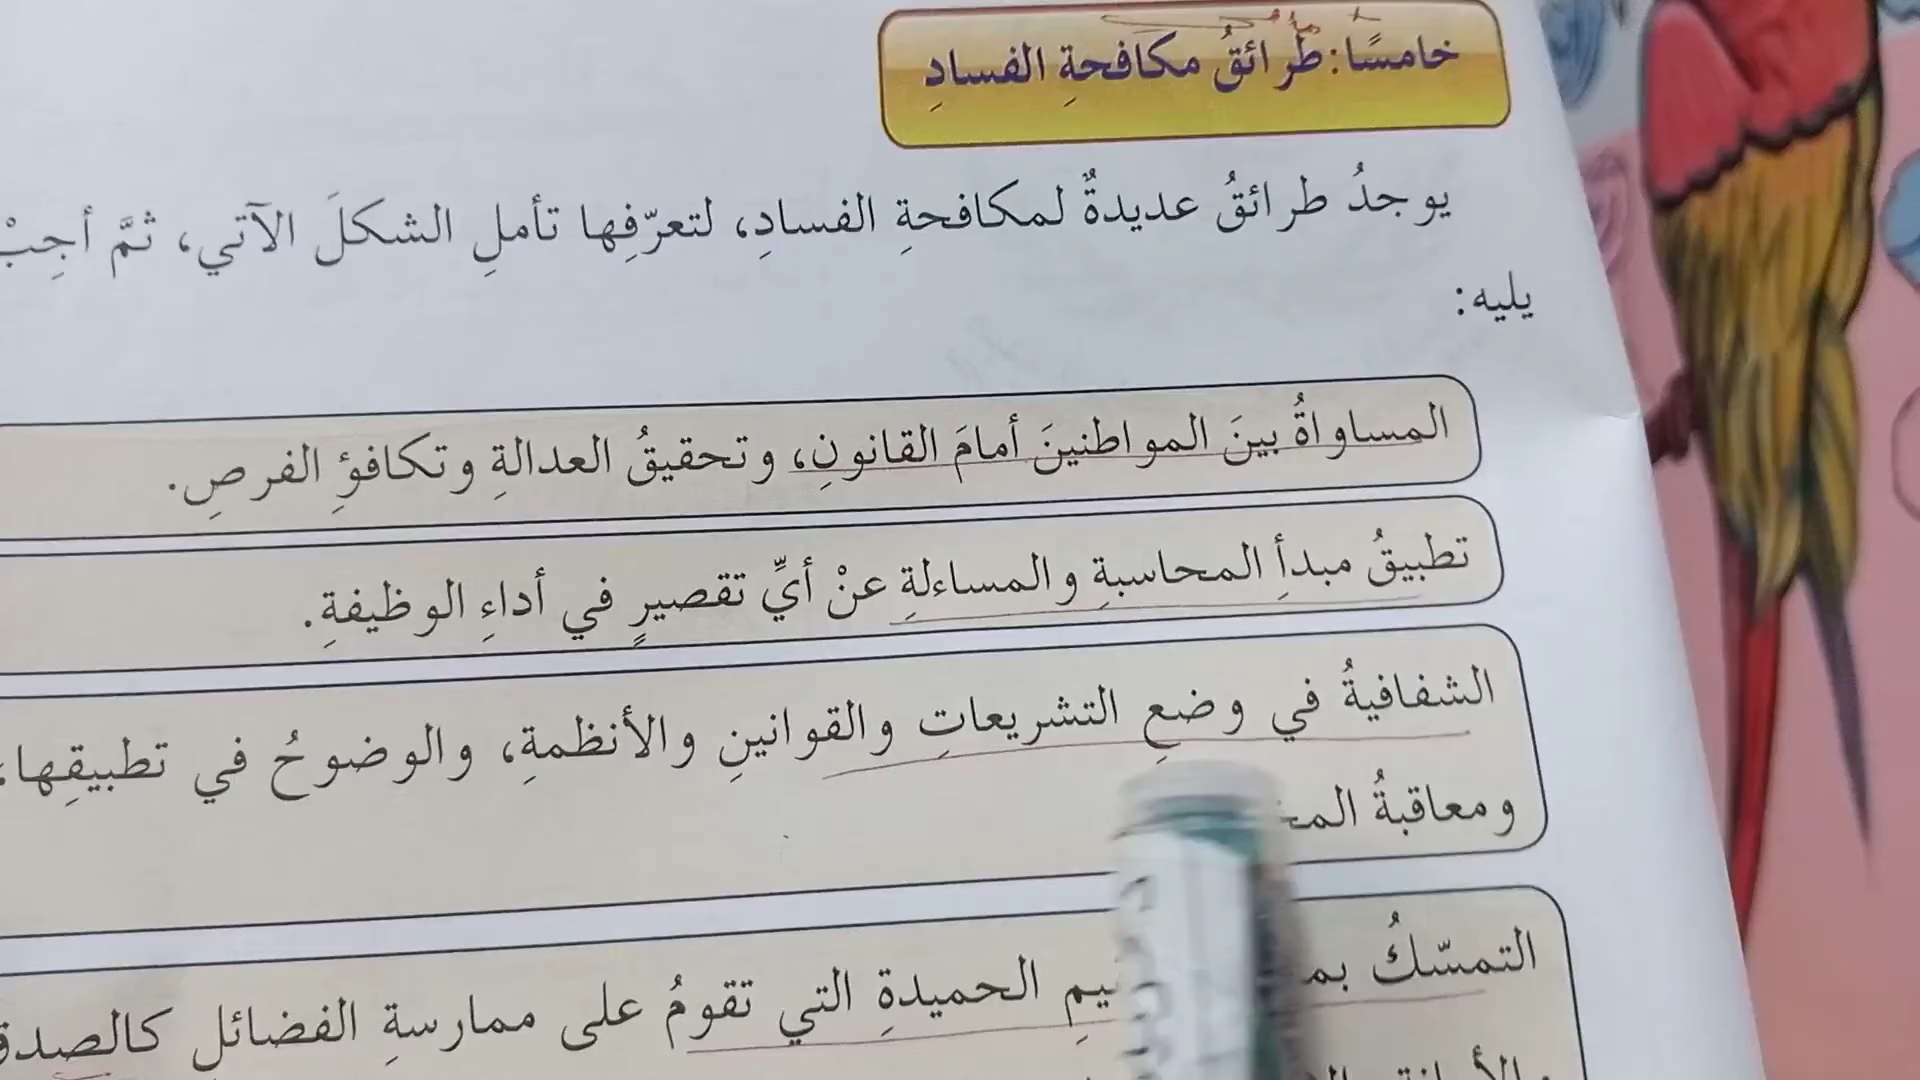 خامسًا: طرائقُ مكافحةِ الفسادِ
يوجدُ طرائقُ عديدةٌ لمكافحةِ الفسادِ، لتعرّفِها تأملِ الشكلَ الآتي، ثمَّ أجِبْ
يليه:
المساواةُ بينَ المواطنينَ أمامَ القانونِ، وتحقيقُ العدالةِ وتكافؤِ الفرصِ.
تطبيقُ مبدأِ المحاسبةِ والمساءلةِ عنْ أيِّ تقصيرٍ في أداءِ الوظيفةِ.
الشفافيةُ في وضعِ التشريعاتِ والقوانينِ والأنظمةِ، والوضوحُ في تطبيقِها،
ومعاقبةُ
التمسّكُ الحميدةِ التي تقومُ على ممارسةِ الفضائلِ كالصدق